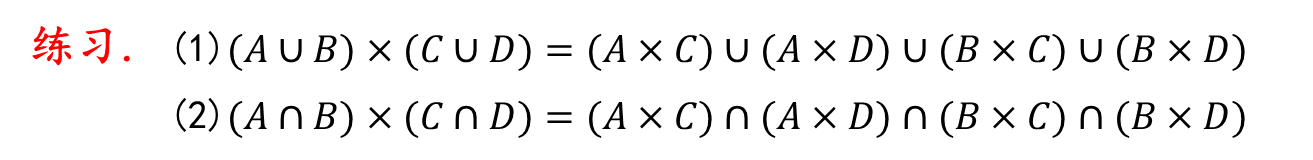 练习. (1)(A ∪ B) × (C ∪ D) = (A × C) ∪ (A × D) ∪ (B × C) ∪ (B × D)
(2)(A ∩ B) × (C ∩ D) = (A × C) ∩ (A × D) ∩ (B × C) ∩ (B × D)